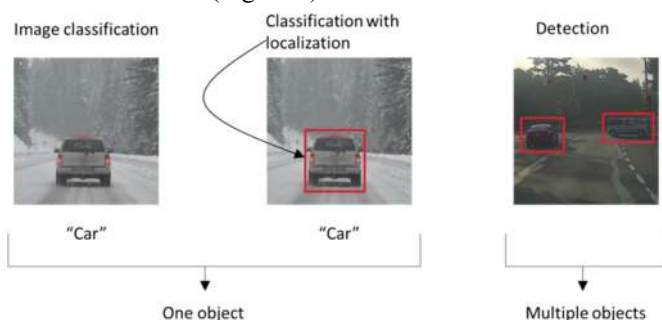 Image classification
Classification with
localization
Detection
"Car"
"Car"
One object
Multiple objects